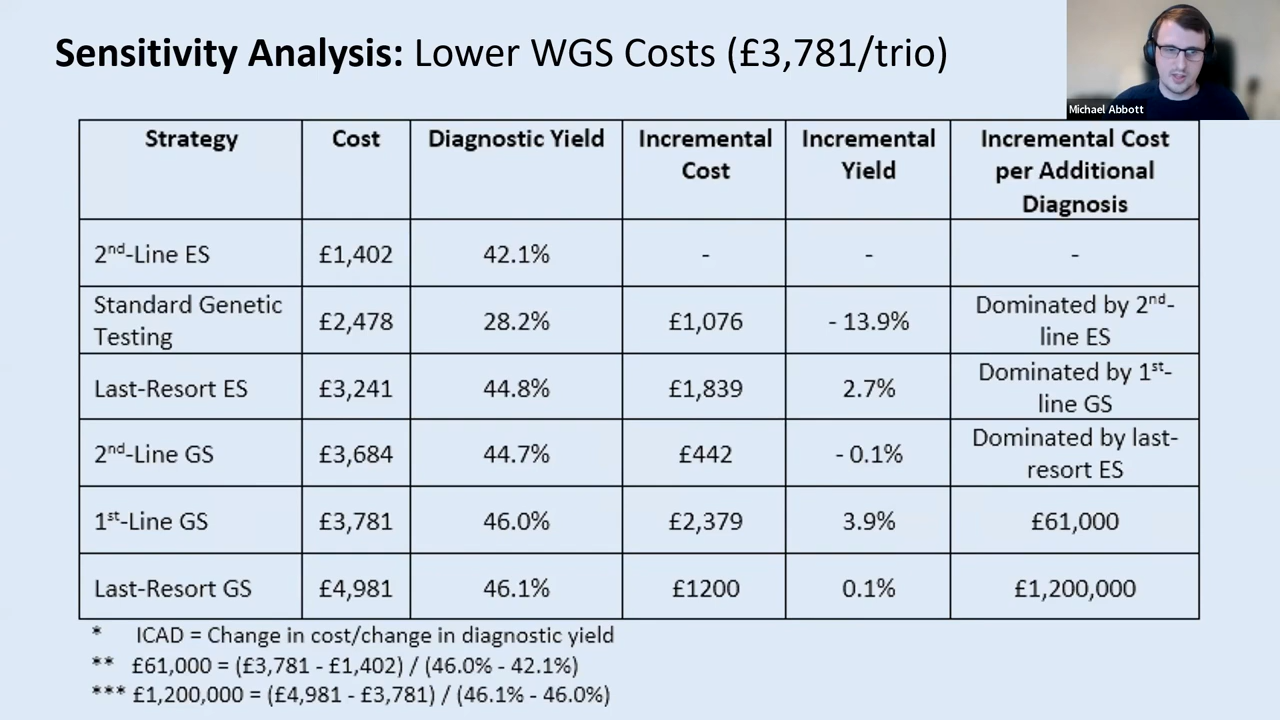 Sensitivity Analysis: Lower WGS Costs (£3,781/trio)
Michael Abbott
Strategy Cost Diagnostic Yield Incremental Cost Incremental Yield Incremental Cost per Additional Diagnosis
2nd-Line ES £1,402 42.1% - - -
Standard Genetic Testing £2,478 28.2% £1,076 - 13.9% Dominated by 2nd-line ES
Last-Resort ES £3,241 44.8% £1,839 2.7% Dominated by 1st-line GS
2nd-Line GS £3,684 44.7% £442 - 0.1% Dominated by last-resort ES
1st-Line GS £3,781 46.0% £2,379 3.9% £61,000
Last-Resort GS £4,981 46.1% £1200 0.1% £1,200,000
* ICAD = Change in cost/change in diagnostic yield
** £61,000 = (£3,781 - £1,402) / (46.0% - 42.1%)
*** £1,200,000 = (£4,981 - £3,781) / (46.1% - 46.0%)